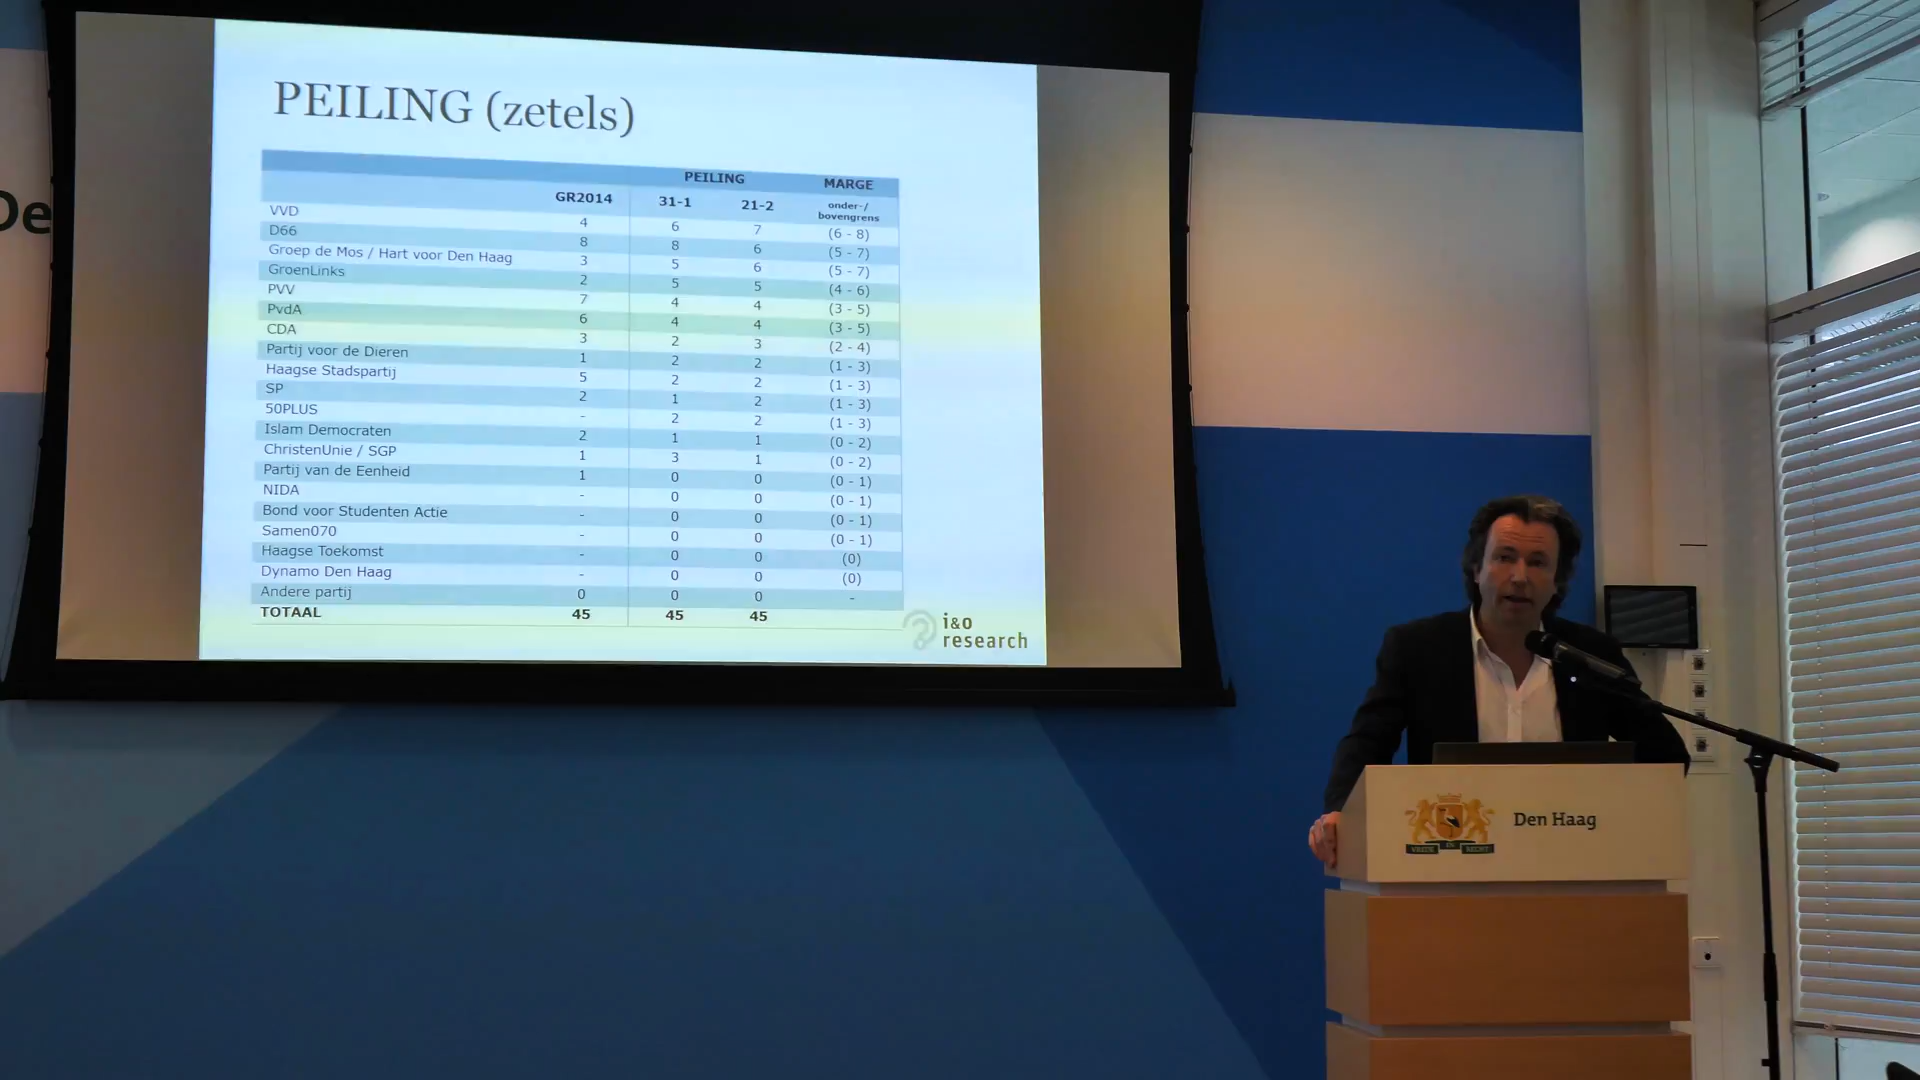 De
PEILING (zetels)
PEILING MARGE
GR2014 31-1 21-2 onder-/
bovengrens
VVD 4 6 7 (6 - 8)
D66 8 8 6 (5 - 7)
Groep de Mos / Hart voor Den Haag 3 5 6 (5 - 7)
GroenLinks 2 5 5 (4 - 6)
PVV 7 4 4 (3 - 5)
PvdA 6 4 4 (3 - 5)
CDA 3 2 3 (2 - 4)
Partij voor de Dieren 1 2 2 (1 - 3)
Haagse Stadspartij 5 2 2 (1 - 3)
SP 2 1 2 (1 - 3)
50PLUS - 2 2 (1 - 3)
Islam Democraten 2 1 1 (0 - 2)
ChristenUnie / SGP 1 3 1 (0 - 2)
Partij van de Eenheid 1 0 0 (0 - 1)
NIDA - 0 0 (0 - 1)
Bond voor Studenten Actie - 0 0 (0 - 1)
Samen070 - 0 0 (0 - 1)
Haagse Toekomst - 0 0 (0)
Dynamo Den Haag - 0 0 (0)
Andere partij 0 0 0 -
TOTAAL 45 45 45
i&o
research
Den Haag
VREDE EN RECHT